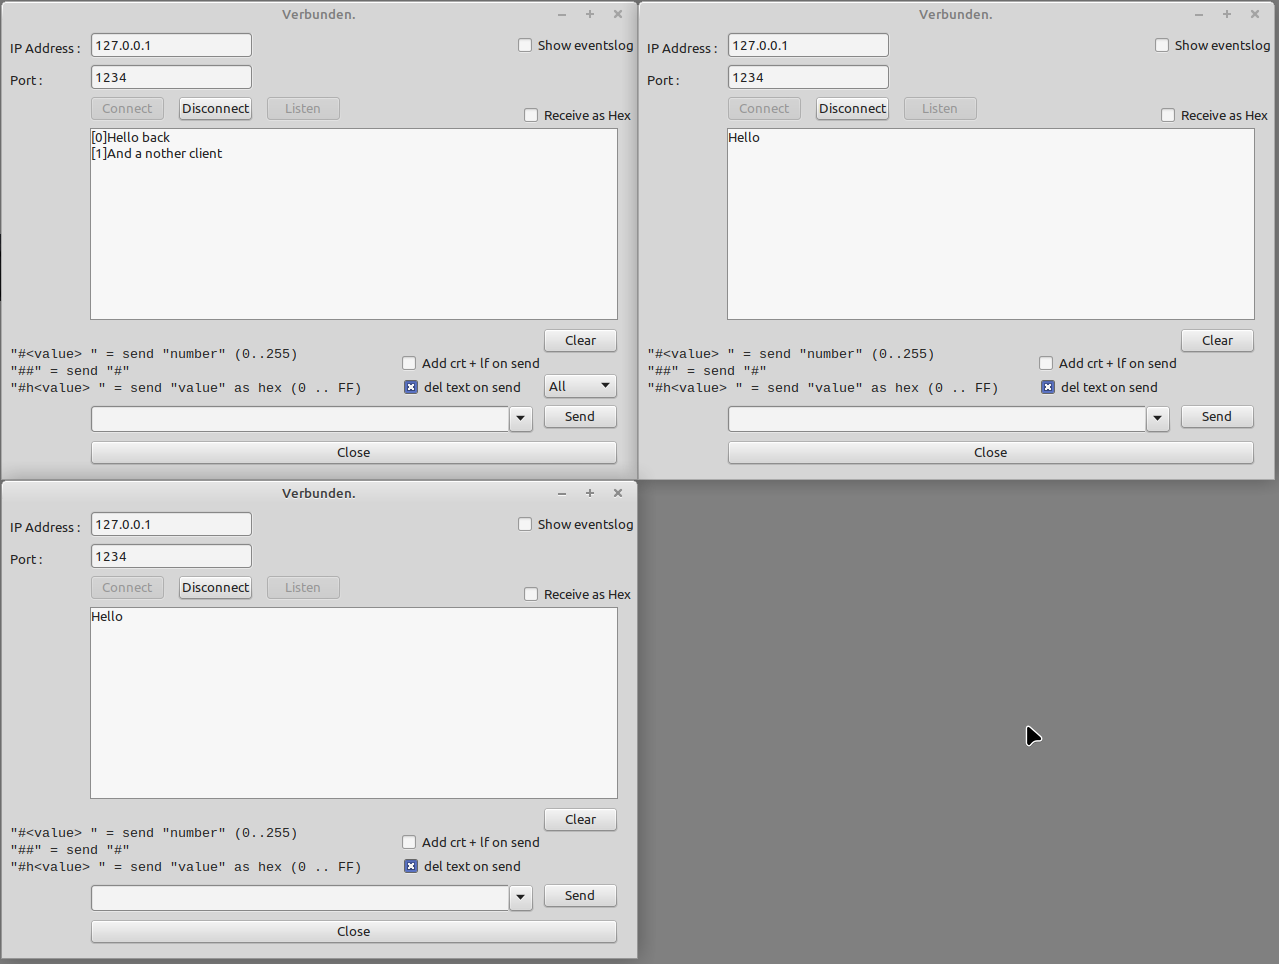 Verbunden.
IP Address :
127.0.0.1
Show eventslog
Port :
1234
Connect
Disconnect
Listen
Receive as Hex
[0]Hello back
[1]And a nother client
Clear
"#<value> " = send "number" (0..255)
"##" = send "#"
"#h<value> " = send "value" as hex (0 .. FF)
Add crt + lf on send
del text on send
All
Send
Close
Verbunden.
IP Address :
127.0.0.1
Show eventslog
Port :
1234
Connect
Disconnect
Listen
Receive as Hex
Hello
Clear
"#<value> " = send "number" (0..255)
"##" = send "#"
"#h<value> " = send "value" as hex (0 .. FF)
Add crt + lf on send
del text on send
Send
Close
Verbunden.
IP Address :
127.0.0.1
Show eventslog
Port :
1234
Connect
Disconnect
Listen
Receive as Hex
Hello
Clear
"#<value> " = send "number" (0..255)
"##" = send "#"
"#h<value> " = send "value" as hex (0 .. FF)
Add crt + lf on send
del text on send
Send
Close